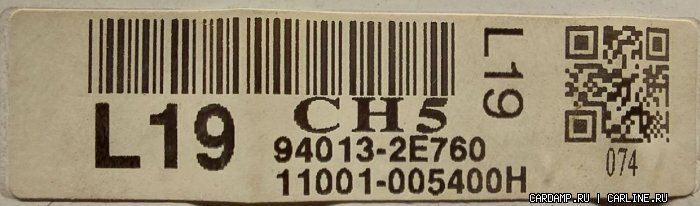 L19
CH5
L19
94013-2E760
11001-005400H
074
CARDAMP.RU | CARLINE.RU